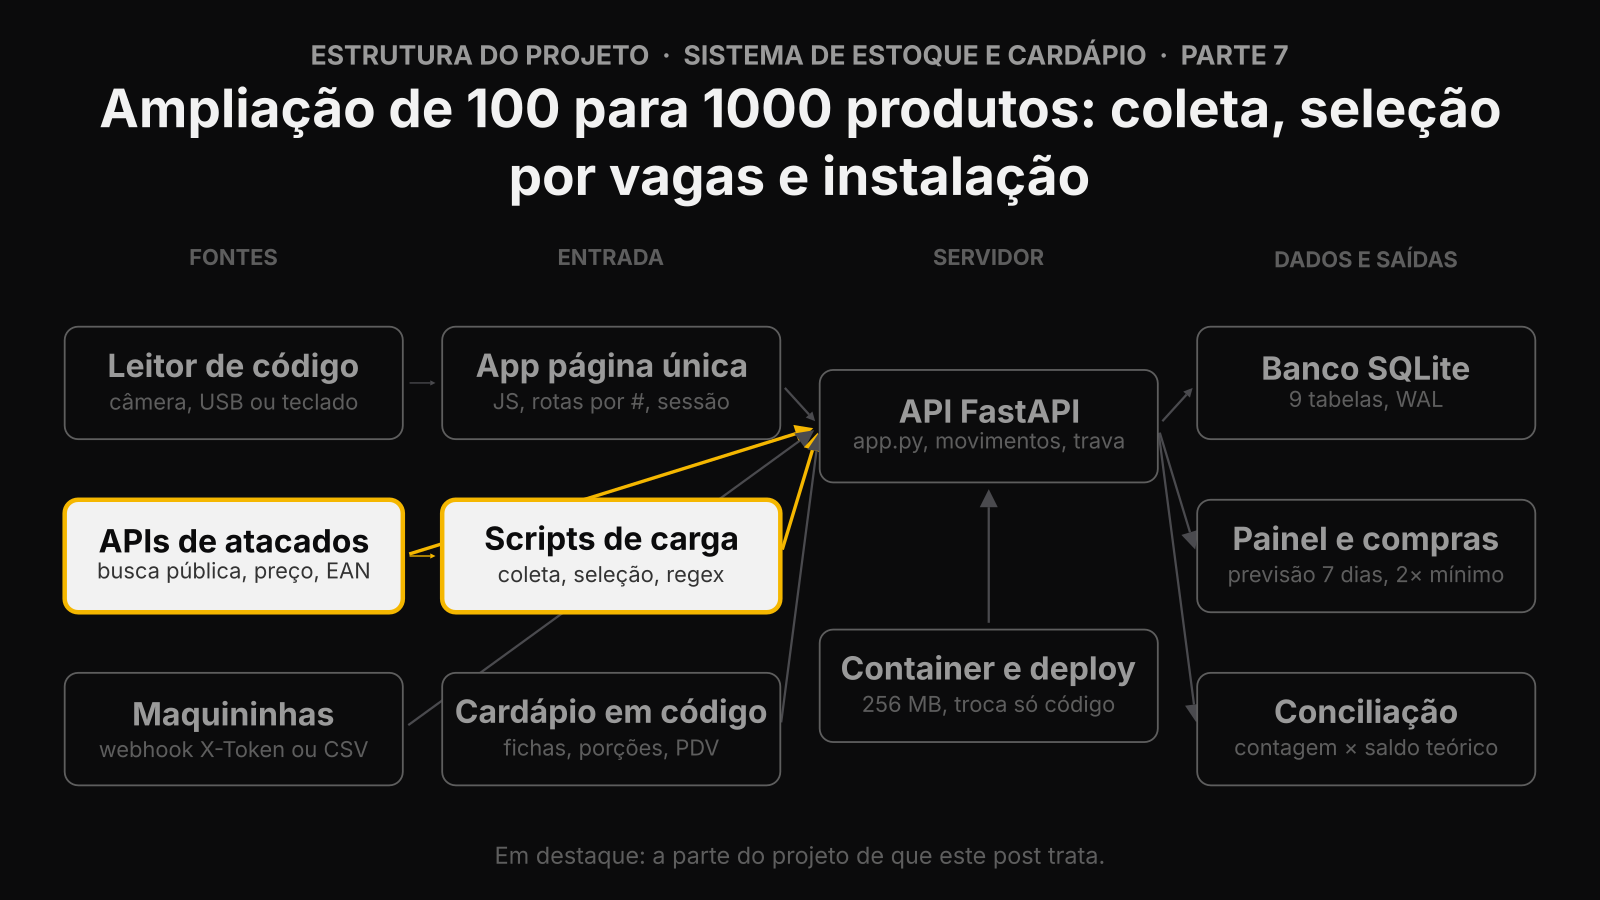 ESTRUTURA DO PROJETO · SISTEMA DE ESTOQUE E CARDÁPIO · PARTE 7
Ampliação de 100 para 1000 produtos: coleta, seleção
por vagas e instalação
FONTES
ENTRADA
SERVIDOR
DADOS E SAÍDAS
Leitor de código
câmera, USB ou teclado
App página única
JS, rotas por #, sessão
API FastAPI
app.py, movimentos, trava
Banco SQLite
9 tabelas, WAL
APIs de atacados
busca pública, preço, EAN
Scripts de carga
coleta, seleção, regex
Painel e compras
previsão 7 dias, 2× mínimo
Maquininhas
webhook X-Token ou CSV
Cardápio em código
fichas, porções, PDV
Container e deploy
256 MB, troca só código
Conciliação
contagem × saldo teórico
Em destaque: a parte do projeto de que este post trata.